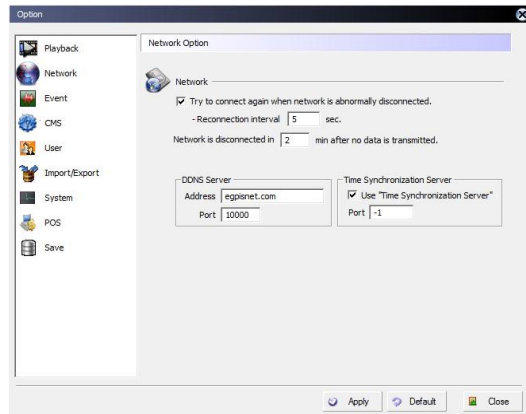 Option
Playback
Network
Event
CMS
User
Import/Export
System
POS
Save
Network Option
Network
Try to connect again when network is abnormally disconnected.
- Reconnection interval 5 sec.
Network is disconnected in 2 min after no data is transmitted.
DDNS Server
Address egpisnet.com
Port 10000
Time Synchronization Server
Use "Time Synchronization Server"
Port -1
Apply
Default
Close